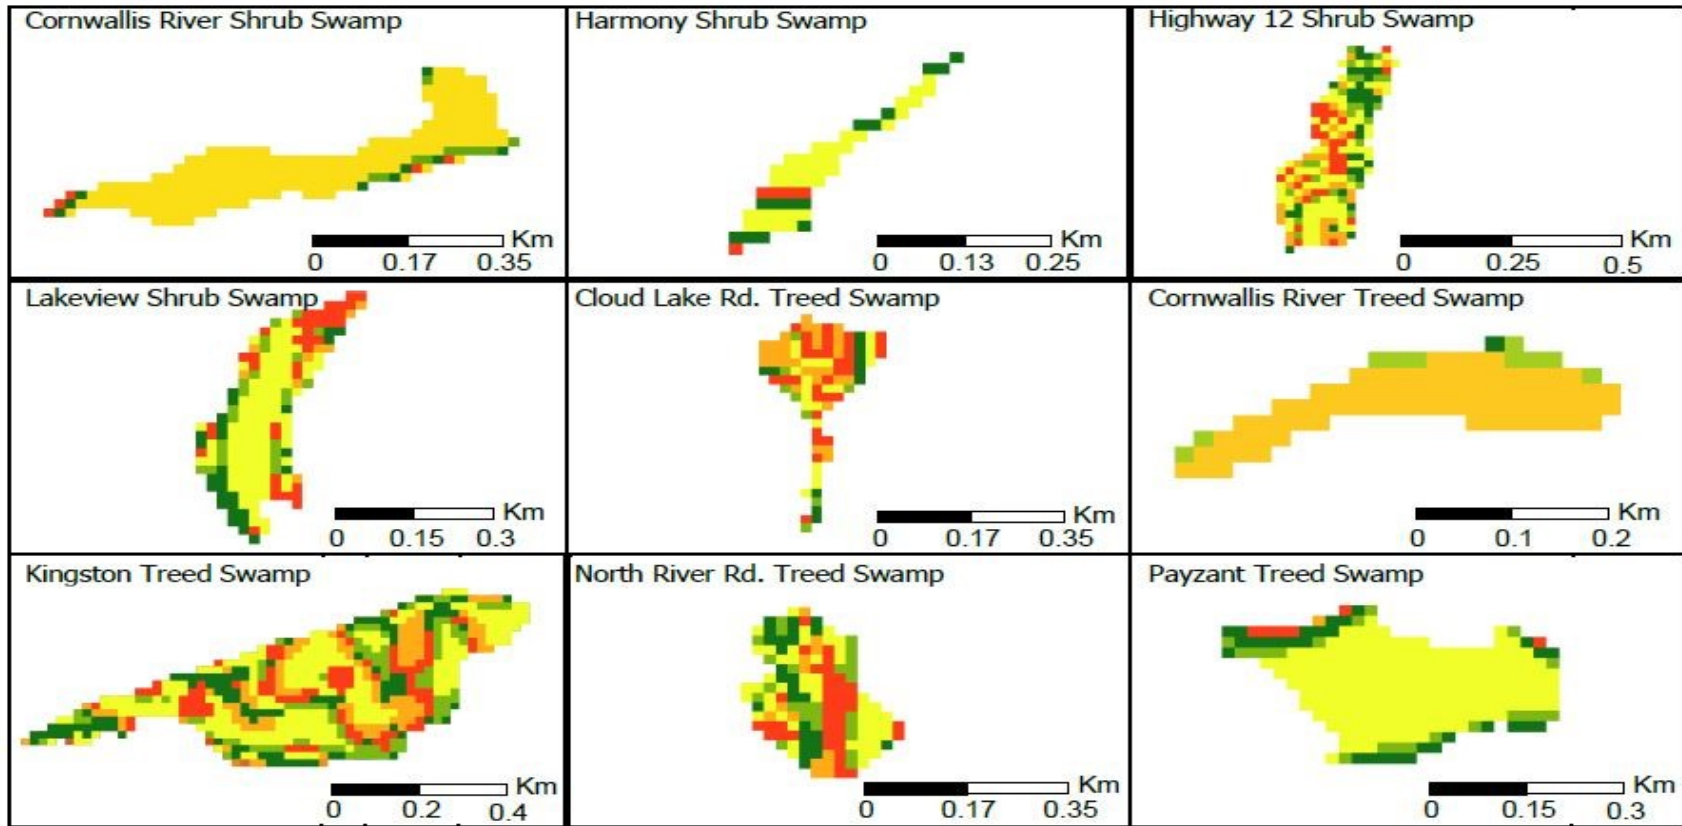 Cornwallis River Shrub Swamp
Km
0 0.17 0.35
Harmony Shrub Swamp
Km
0 0.13 0.25
Highway 12 Shrub Swamp
Km
0 0.25 0.5
Lakeview Shrub Swamp
Km
0 0.15 0.3
Cloud Lake Rd. Treed Swamp
Km
0 0.17 0.35
Cornwallis River Treed Swamp
Km
0 0.1 0.2
Kingston Treed Swamp
Km
0 0.2 0.4
North River Rd. Treed Swamp
Km
0 0.17 0.35
Payzant Treed Swamp
Km
0 0.15 0.3